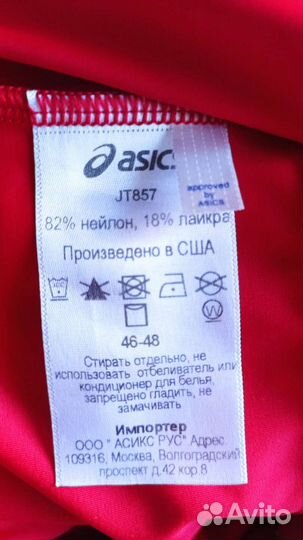 asics
approved
by
ASICS
JT857
82% нейлон, 18% лайкра
Произведено в США
46-48
Стирать отдельно, не
использовать отбеливатель или
кондиционер для белья,
запрещено гладить, не
замачивать
Импортер
ООО " АСИКС РУС" Адрес:
109316, Москва, Волгоградский
проспект д.42 кор.8
Avito